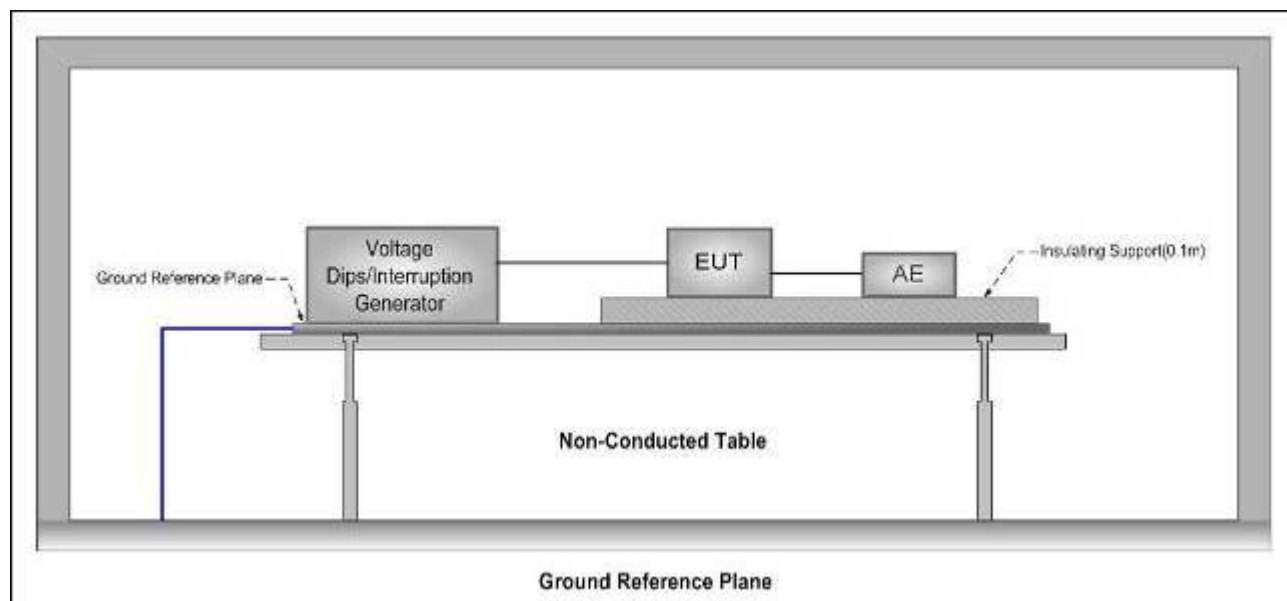 Voltage
Dips/Interruption
Generator
EUT
AE
Insulating Support(0.1m)
Ground Reference Plane
Non-Conducted Table
Ground Reference Plane